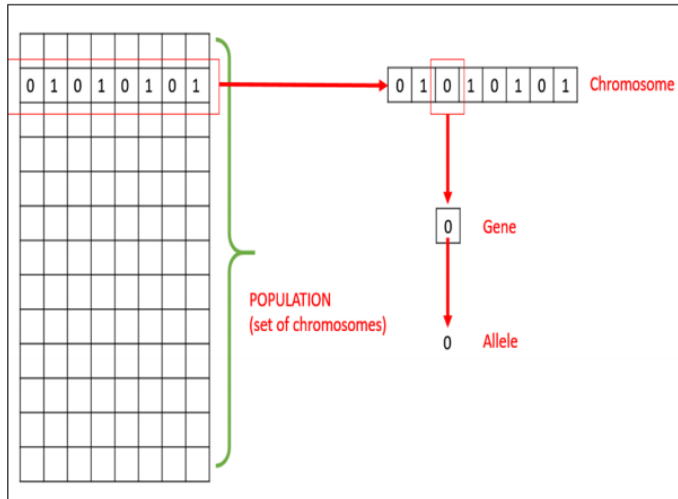 0 1 0 1 0 1 0 1
0 1 0 1 0 1 0 1 Chromosome
0 Gene
POPULATION
(set of chromosomes)
0 Allele